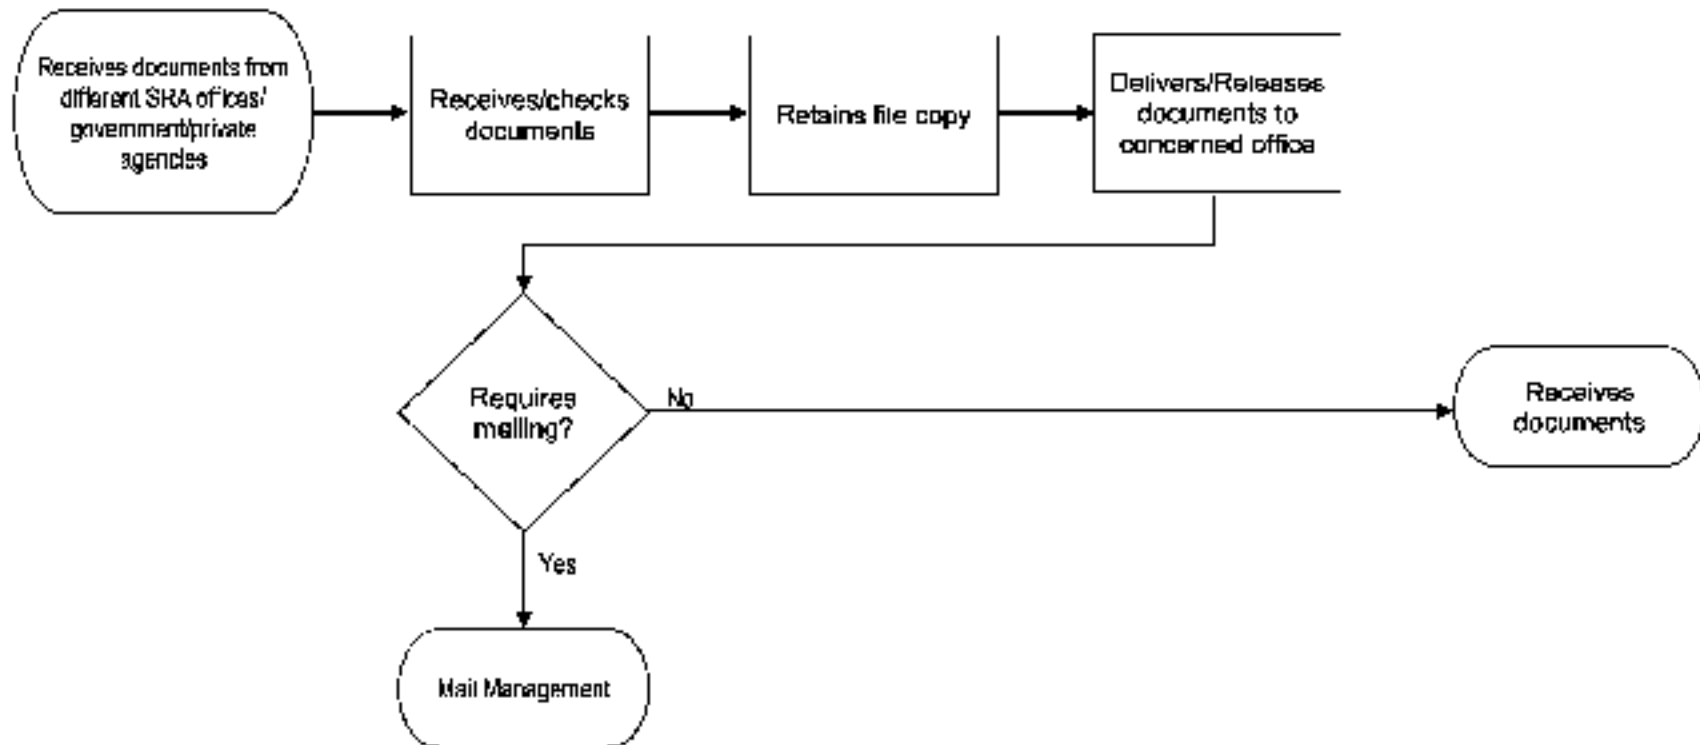 Receives documents from
different SRA offices/
government/private
agencies
Receives/checks
documents
Retains file copy
Delivers/Releases
documents to
concerned office
Requires
mailing?
No
Receives
documents
Yes
Mail Management